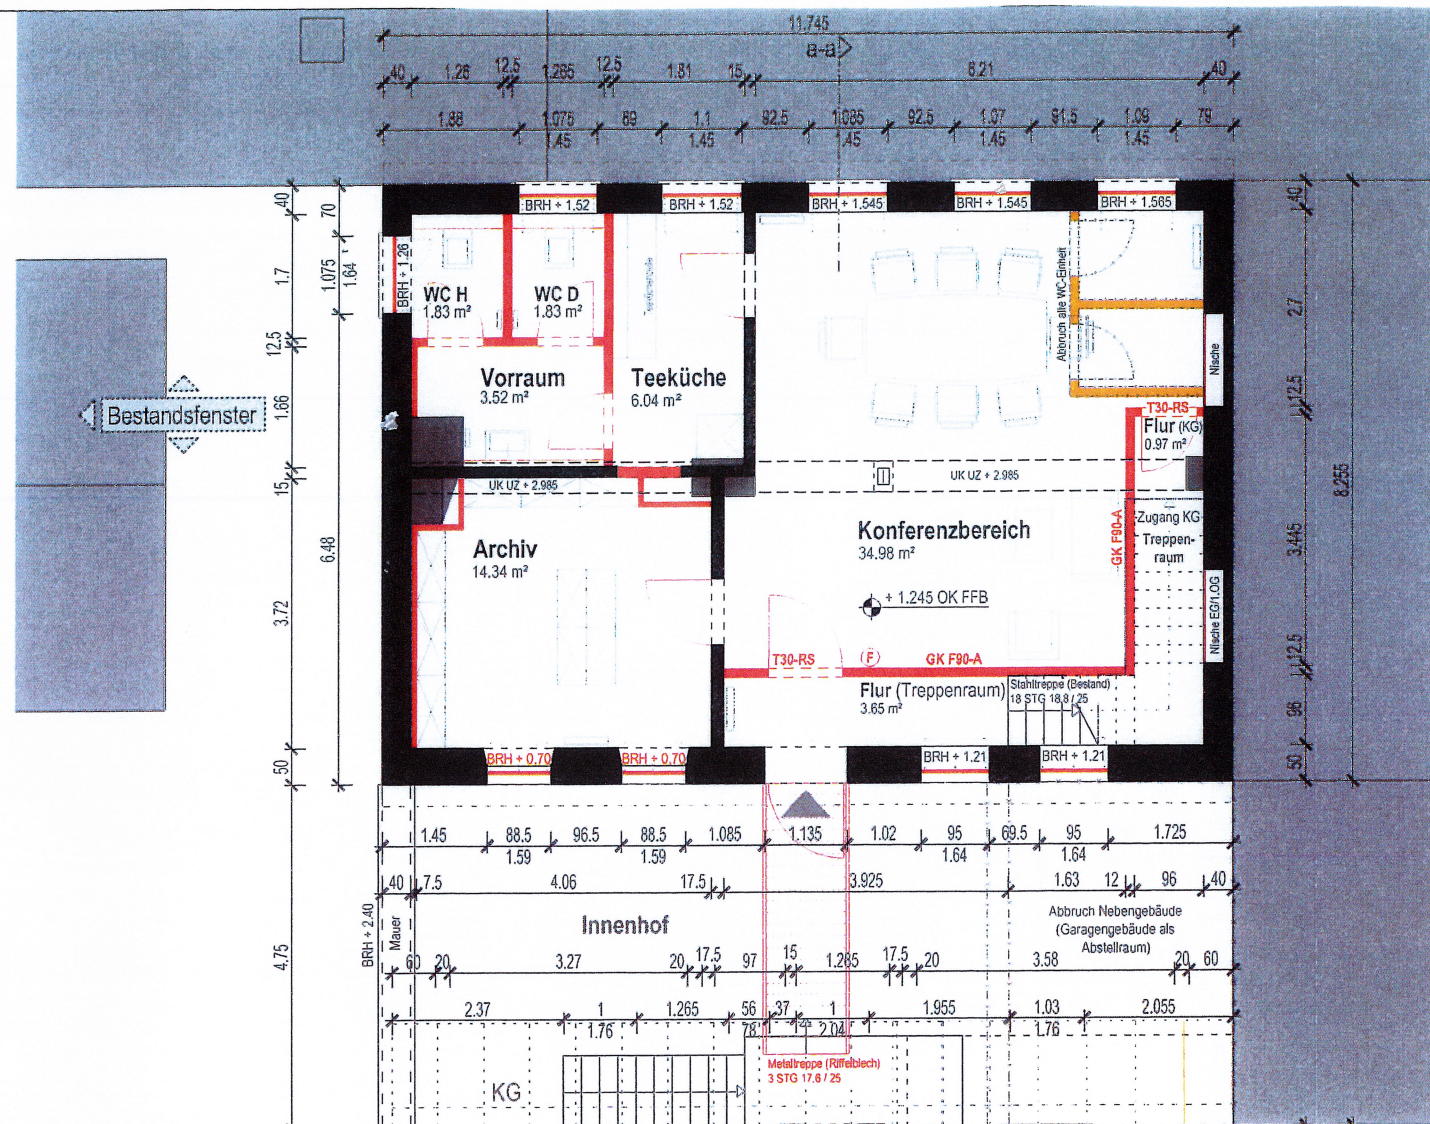 11.745
a-a
40 1.26 12.5 1.265 12.5 1.81 15 8.21 40
1.88 1.075 89 1.1 92.5 1.085 92.5 1.07 91.5 1.09 79
1.45 1.45 1.45 1.45 1.45
BRH + 1.52 BRH + 1.52 BRH + 1.545 BRH + 1.545 BRH + 1.565
40 70 40
1.7 1.075 1.64 BRH + 1.26 2.7
WC H WC D
1.83 m² 1.83 m²
Abbruch alte WC-Einheit
Nische
12.5 12.5
Vorraum Teeküche
3.52 m² 6.04 m²
1.66
Bestandsfenster
T30-RS
Flur (KG)
0.97 m²
15 UK UZ + 2.985 UK UZ + 2.985 8.255
Zugang KG
Treppen-
raum
Konferenzbereich
34.98 m²
GK F90-A
Archiv
14.34 m²
6.48 3.445
+ 1.245 OK FFB
3.72 Nische EG/1.OG
12.5
T30-RS F GK F90-A
Flur (Treppenraum)
3.65 m²
Stahltreppe (Bestand)
18 STG 18.8 / 25
96
50 BRH + 0.70 BRH + 0.70 BRH + 1.21 BRH + 1.21 50
1.45 88.5 96.5 88.5 1.085 1.135 1.02 95 69.5 95 1.725
1.59 1.59 1.64 1.64
40 7.5 4.06 17.5 3.925 1.63 12 96 40
BRH + 2.40 Mauer
Innenhof
Abbruch Nebengebäude
(Garagengebäude als
Abstellraum)
4.75
60 20 3.27 20 17.5 97 15 1.285 17.5 20 3.58 20 60
2.37 1 1.265 56 37 1 1.955 1.03 2.055
1.76 78 2.04 1.76
Metaltreppe (Riffelblech)
3 STG 17.6 / 25
KG